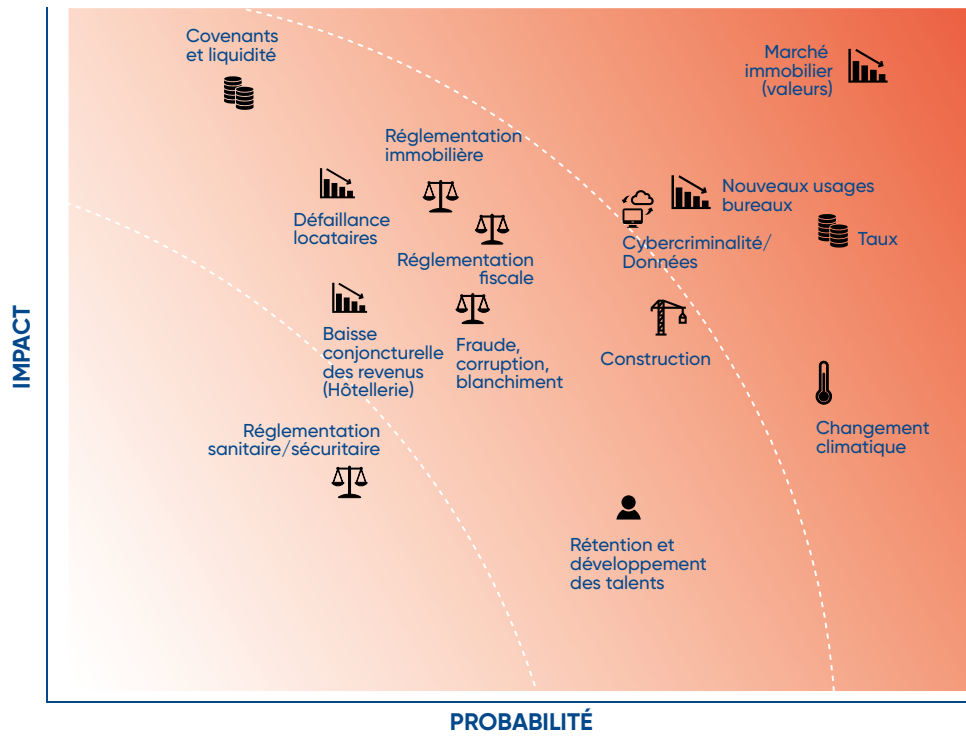 Covenants
et liquidité
Marché
immobilier
(valeurs)
Réglementation
immobilière
Défaillance
locataires
Nouveaux usages
bureaux
Cybercriminalité/
Données
Taux
Réglementation
fiscale
Baisse
conjoncturelle
des revenus
(Hôtellerie)
Fraude,
corruption,
blanchiment
Construction
Changement
climatique
Réglementation
sanitaire/sécuritaire
Rétention et
développement
des talents
IMPACT
PROBABILITÉ